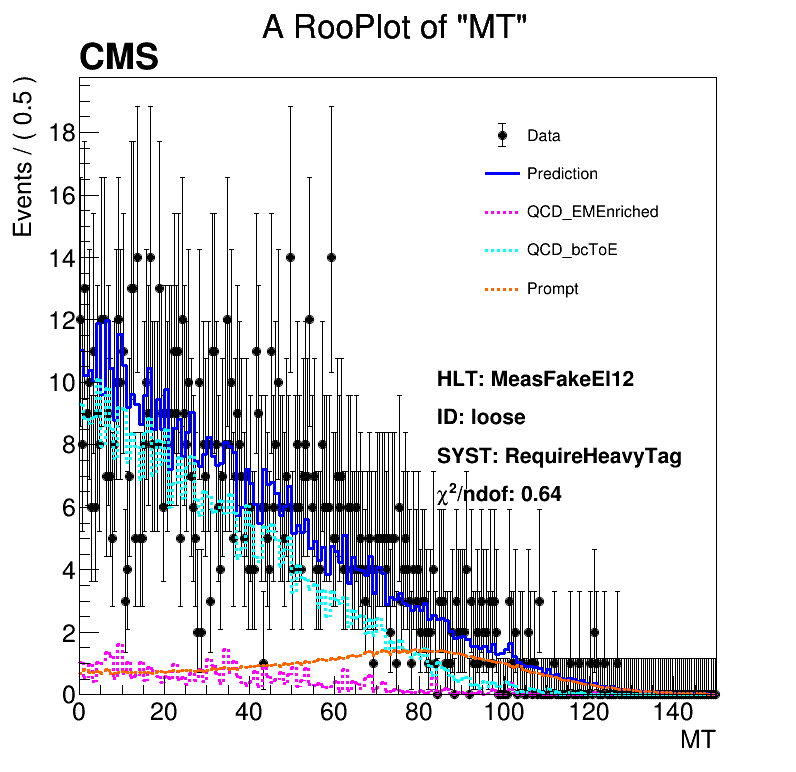 A RooPlot of "MT"
CMS
Events / ( 0.5 )
18
16
14
12
10
8
6
4
2
0
Data
Prediction
QCD_EMEnriched
QCD_bcToE
Prompt
HLT: MeasFakeEl12
ID: loose
SYST: RequireHeavyTag
χ²/ndof: 0.64
0 20 40 60 80 100 120 140
MT